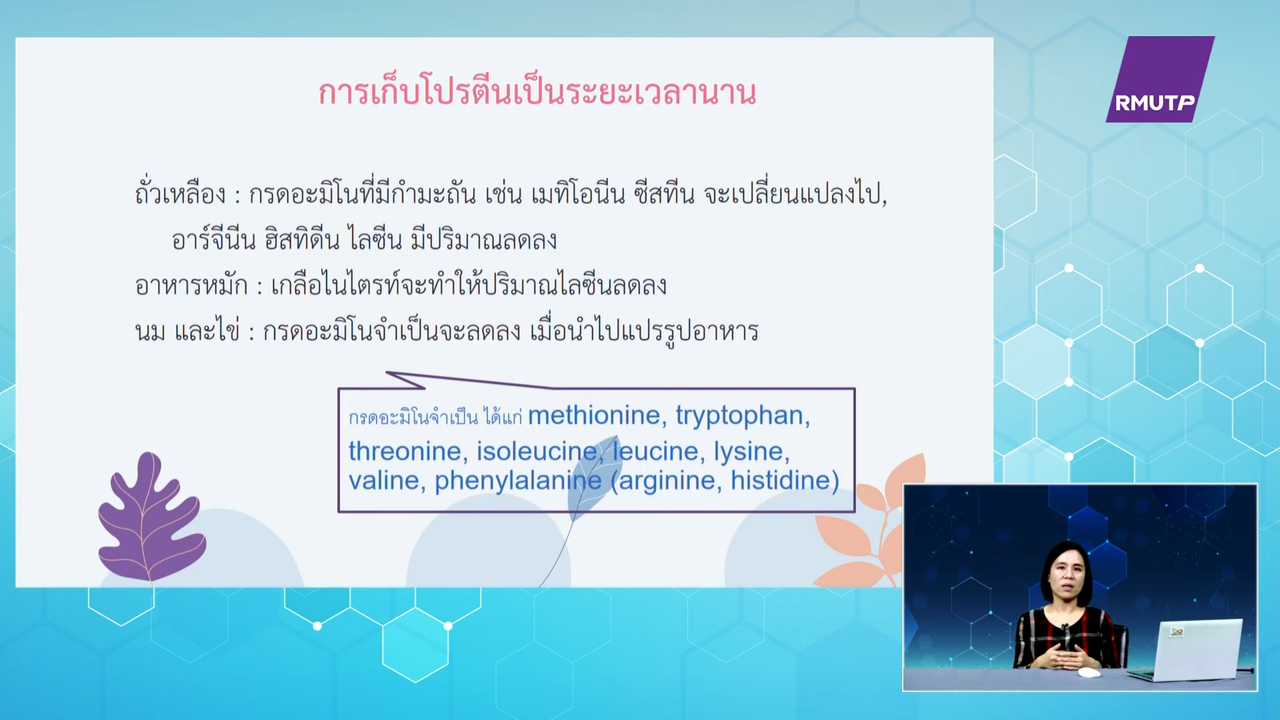 RMUTP
การเก็บโปรตีนเป็นระยะเวลานาน
ถั่วเหลือง : กรดอะมิโนที่มีกำมะถัน เช่น เมทิโอนีน ซีสทีน จะเปลี่ยนแปลงไป,
อาร์จีนีน ฮิสทิดีน ไลซีน มีปริมาณลดลง
อาหารหมัก : เกลือไนไตรท์จะทำให้ปริมาณไลซีนลดลง
นม และไข่ : กรดอะมิโนจำเป็นจะลดลง เมื่อนำไปแปรรูปอาหาร
กรดอะมิโนจำเป็น ได้แก่ methionine, tryptophan,
threonine, isoleucine, leucine, lysine,
valine, phenylalanine (arginine, histidine)